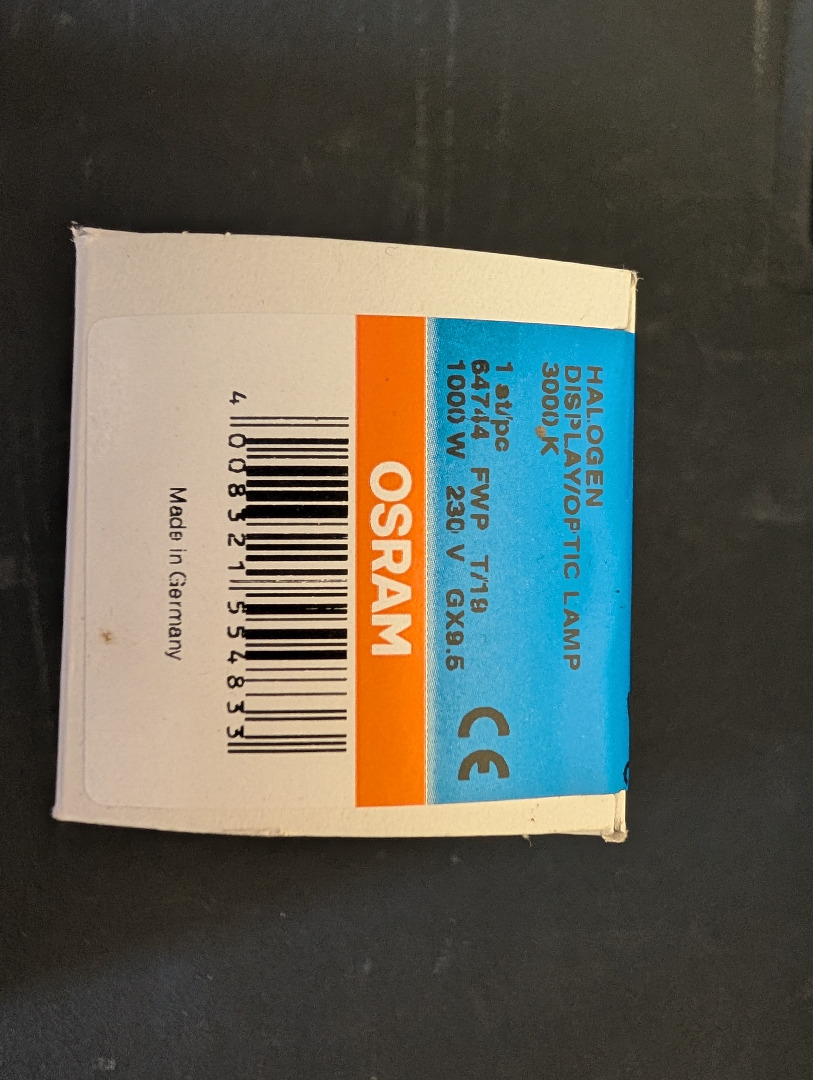 HALOGEN
DISPLAY/OPTIC LAMP
3000 K
1 st/pc
64744 FWP T/19
1000 W 230 V GX9.5
CE
OSRAM
4 008321 554833
Made in Germany